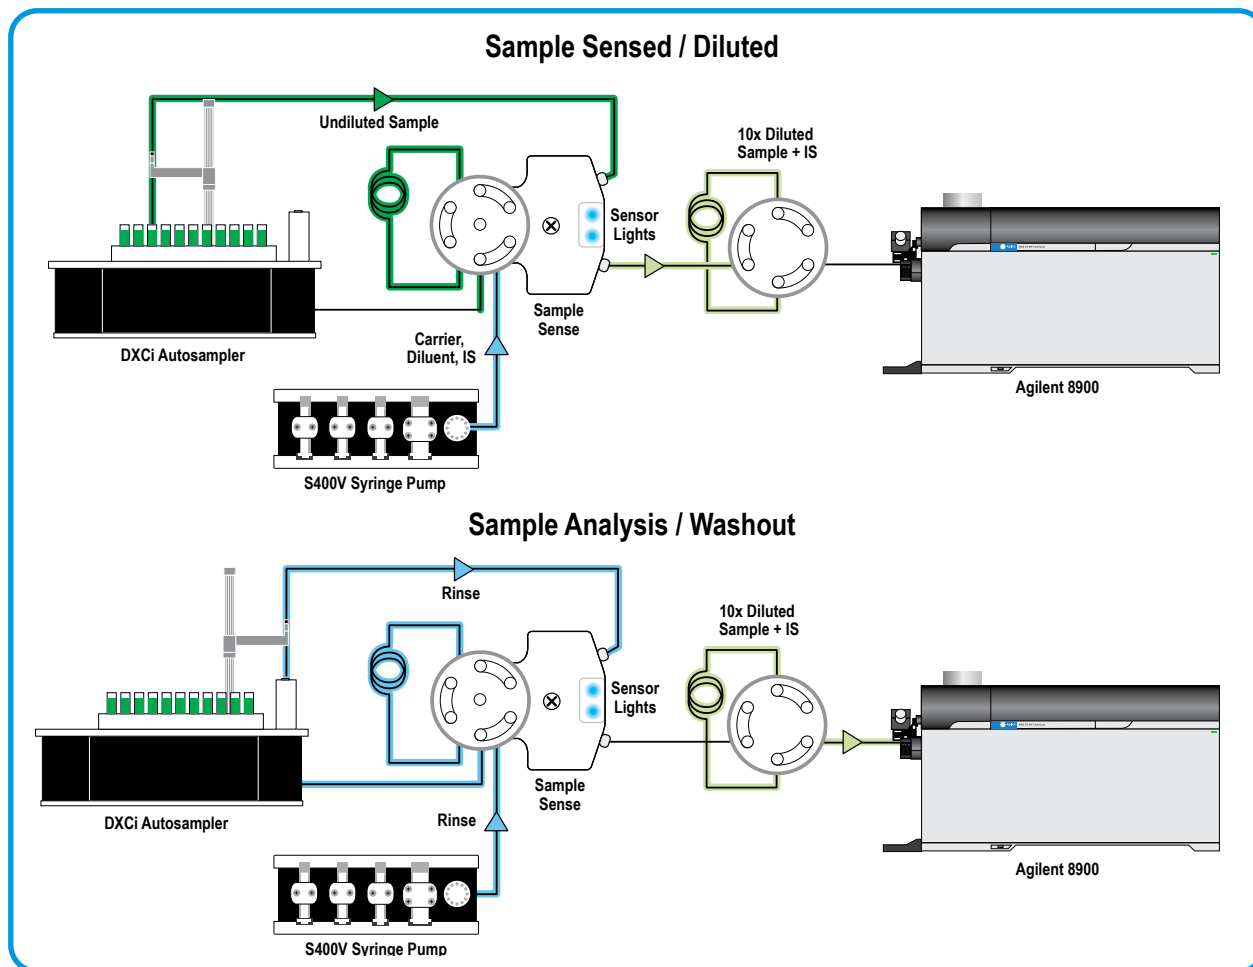 Sample Sensed / Diluted
Undiluted Sample
10x Diluted
Sample + IS
Sensor
Lights
Sample
Sense
Carrier,
Diluent, IS
DXCi Autosampler
Agilent 8900
S400V Syringe Pump
Sample Analysis / Washout
Rinse
10x Diluted
Sample + IS
Sensor
Lights
Sample
Sense
Rinse
DXCi Autosampler
Agilent 8900
S400V Syringe Pump